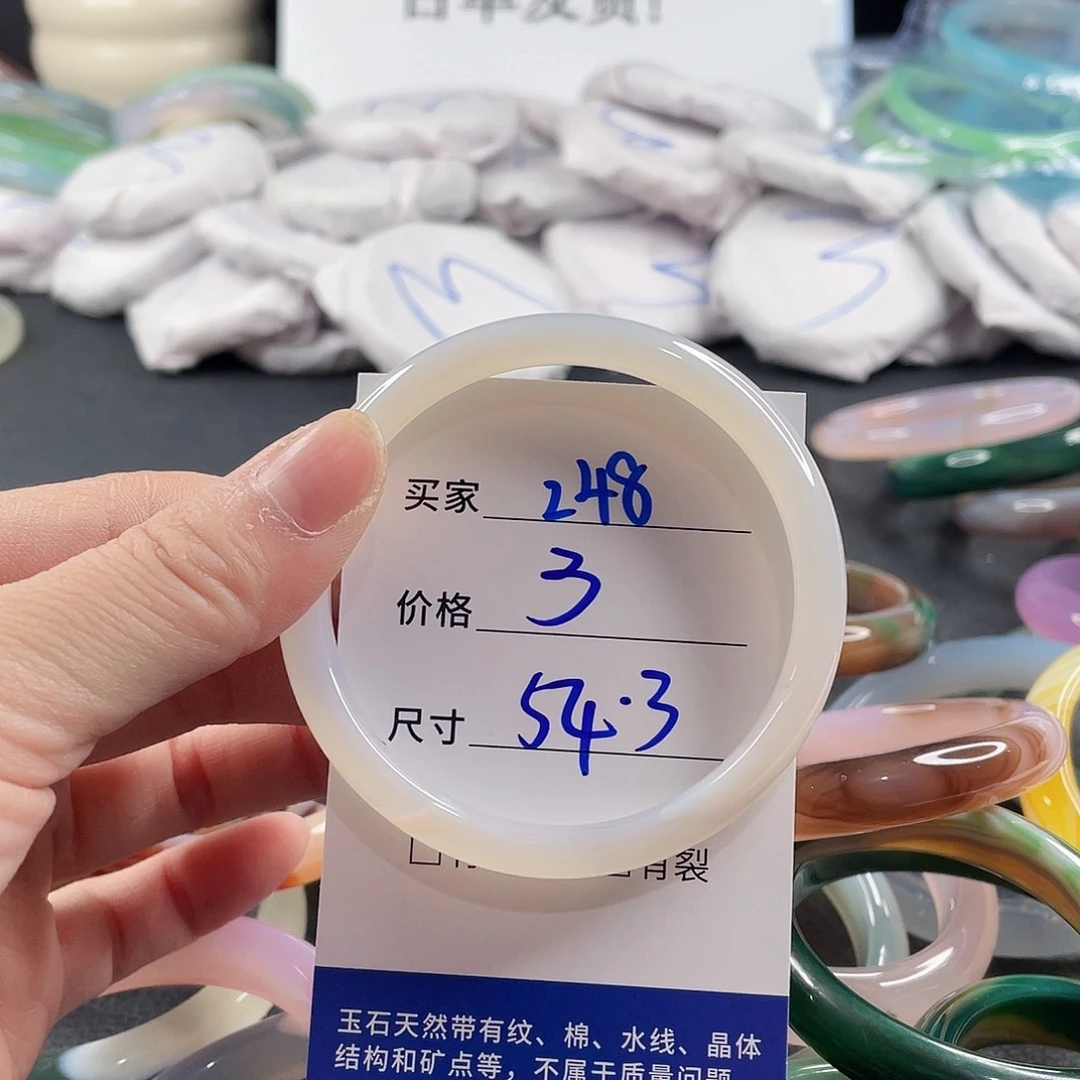 M
S
S
买家 248
价格 3
尺寸 54.3
有裂
玉石天然带有纹、棉、水线、晶体
结构和矿点等，不属于质量问题